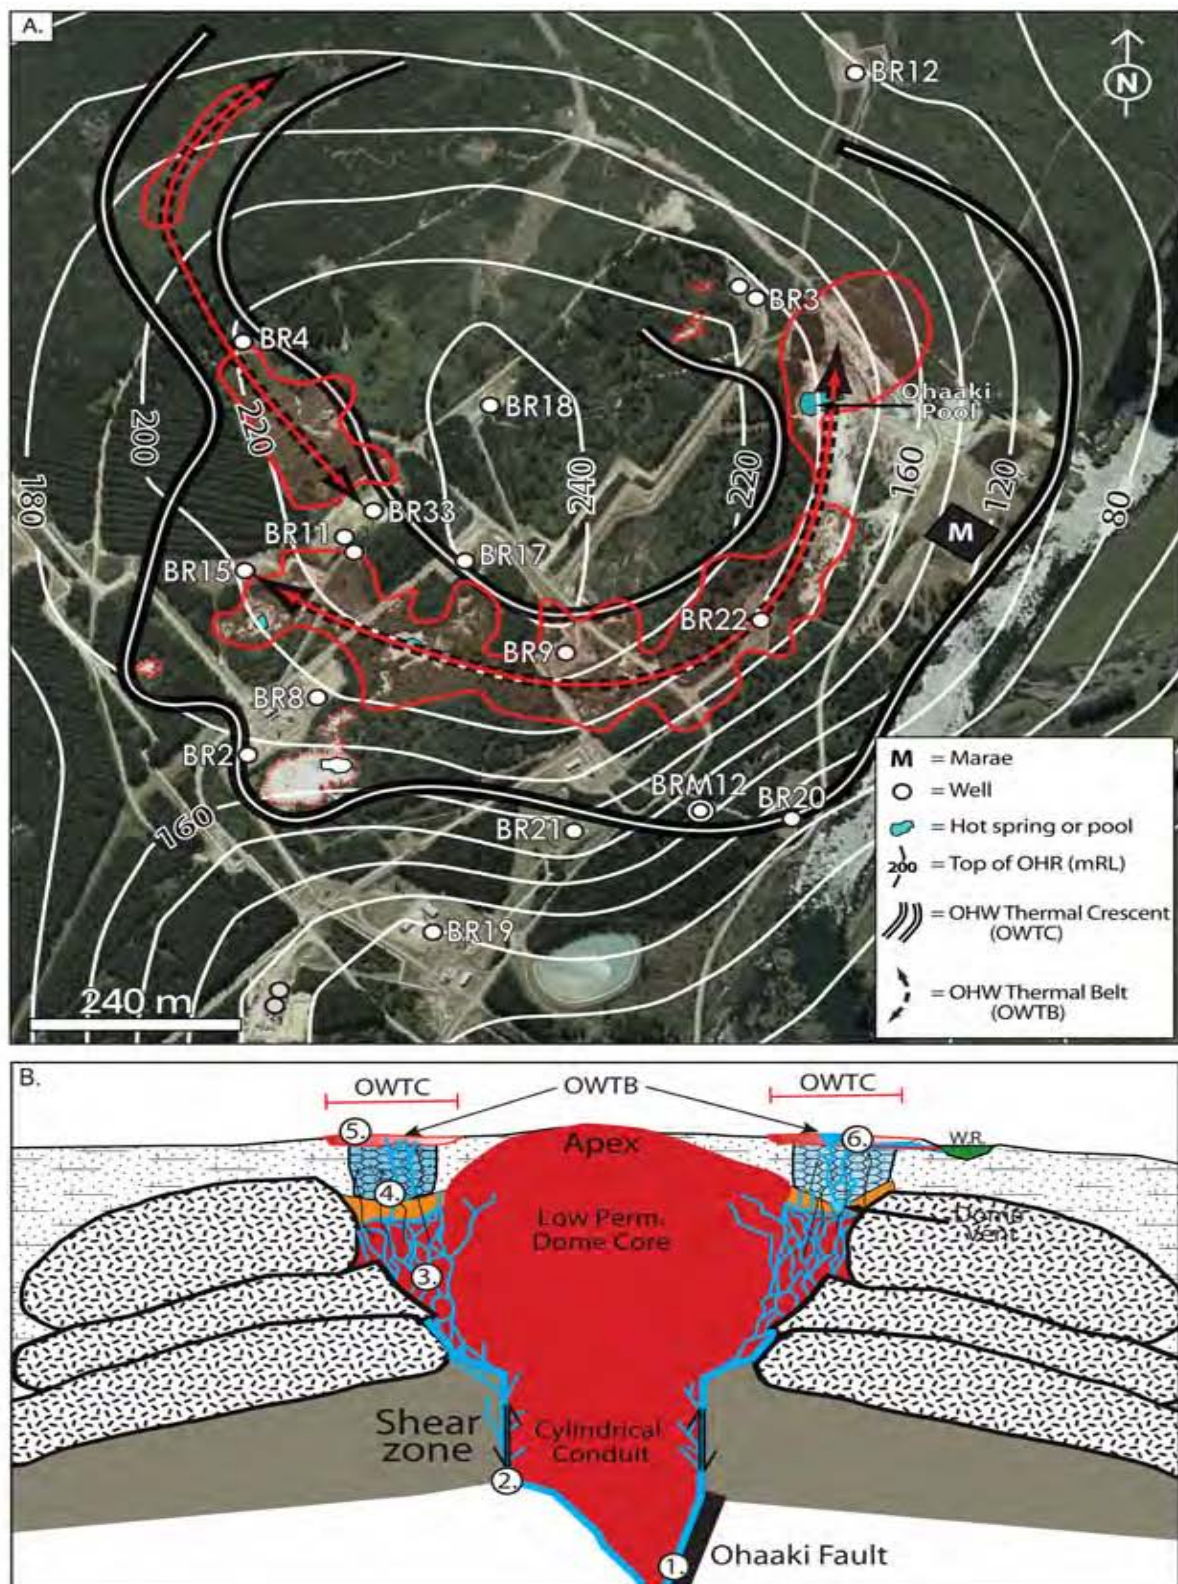 A.
N
BR12
BR3
BR4
BR18
Ohaaki
Pool
200
220
240
220
160
120
80
180
BR33
BR11
BR17
BR15
M
BR22
BR9
BR8
BR2
BRM12
BR20
BR21
160
BR19
240 m
M = Marae
= Well
= Hot spring or pool
200 = Top of OHR (mRL)
= OHW Thermal Crescent
(OWTC)
= OHW Thermal Belt
(OWTB)
B.
OWTC
OWTB
OWTC
5.
6.
W.R.
Apex
4.
Low Perm.
Dome Core
Dome
Vent
3.
Shear
zone
Cylindrical
Conduit
2.
1.
Ohaaki Fault